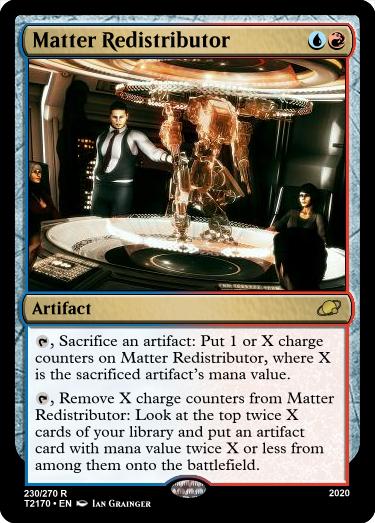 Matter Redistributor
Artifact
, Sacrifice an artifact: Put 1 or X charge
counters on Matter Redistributor, where X
is the sacrificed artifact's mana value.
, Remove X charge counters from Matter
Redistributor: Look at the top twice X
cards of your library and put an artifact
card with mana value twice X or less from
among them onto the battlefield.
230/270 R
2020
T2170 • EN Ian Grainger